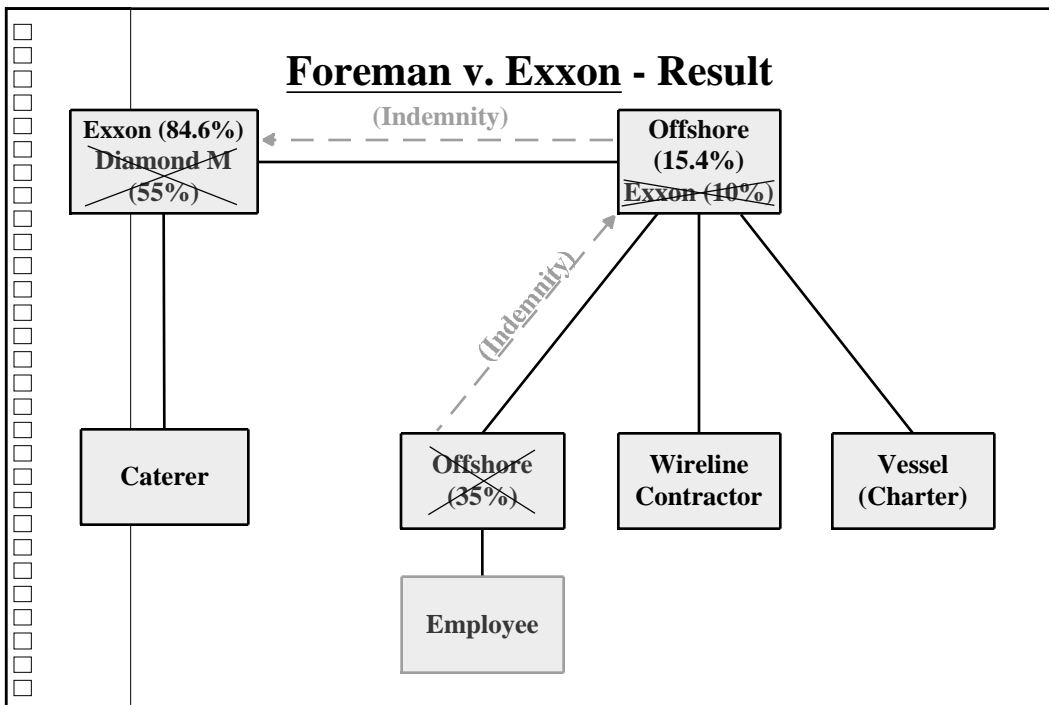 Foreman v. Exxon - Result
(Indemnity)
Exxon (84.6%)
Diamond M
(55%)
Offshore
(15.4%)
Exxon (10%)
(Indemnity)
Caterer
Offshore
(35%)
Wireline
Contractor
Vessel
(Charter)
Employee